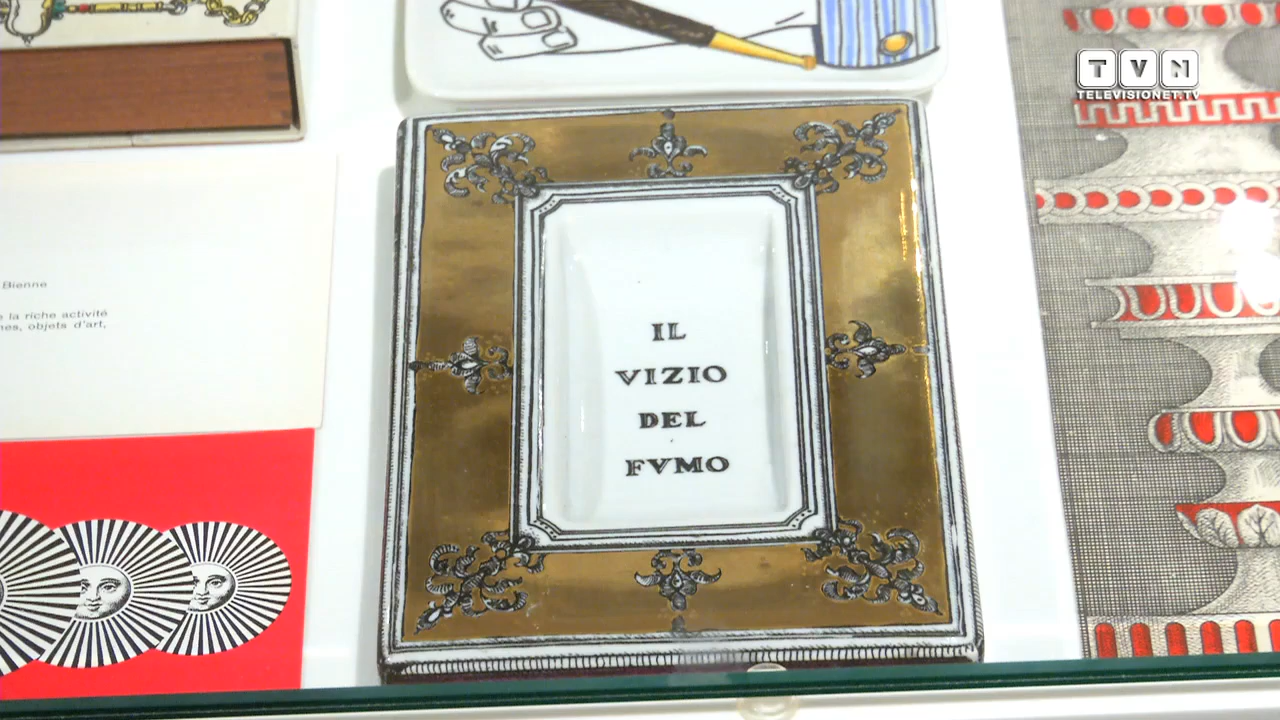 TVN
TELEVISIONET.TV
Bienne
e la riche activité
nes, objets d'art,
IL
VIZIO
DEL
FVMO